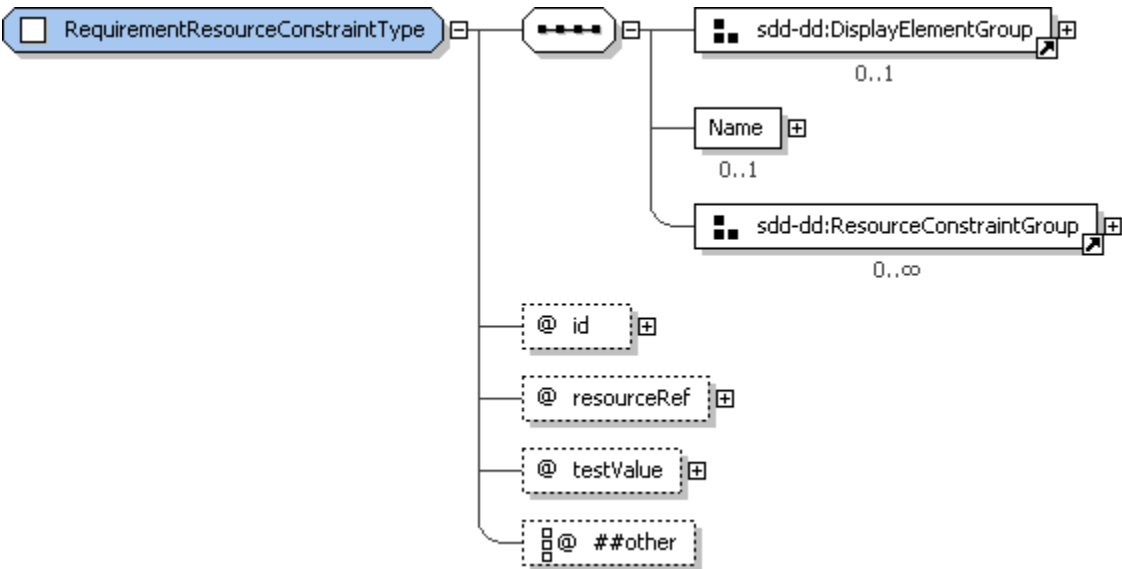 RequirementResourceConstraintType
sdd-dd:DisplayElementGroup
0..1
Name
0..1
sdd-dd:ResourceConstraintGroup
0..∞
@ id
@ resourceRef
@ testValue
@ ##other